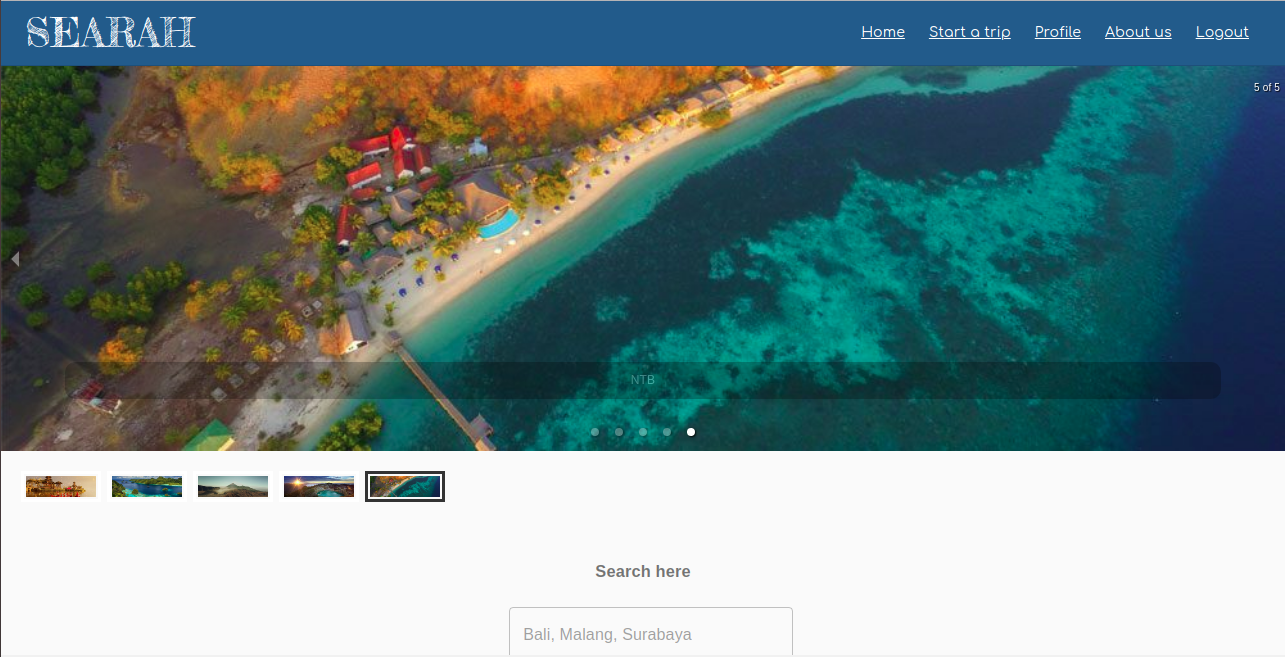 SEARAH
Home Start a trip Profile About us Logout
5 of 5
NTB
Search here
Bali, Malang, Surabaya